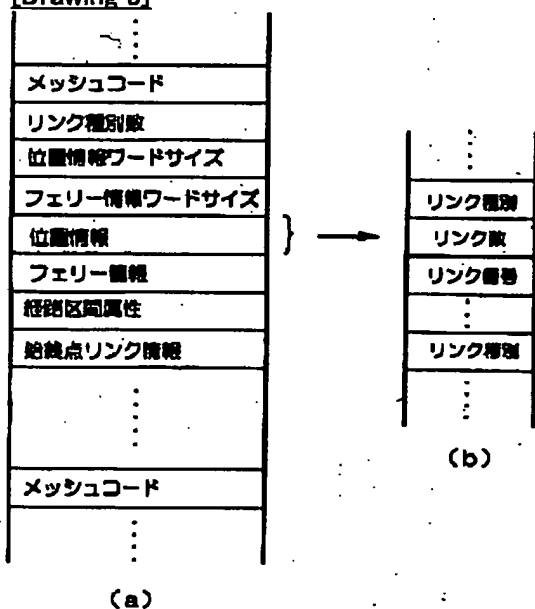 [Drawing
メッシュコード
リンク種別数
位置情報ワードサイズ
フェリー情報ワードサイズ
位置情報
フェリー情報
経路区間属性
始終点リンク情報
メッシュコード
(a)
リンク種別
リンク数
リンク番号
リンク種別
(b)